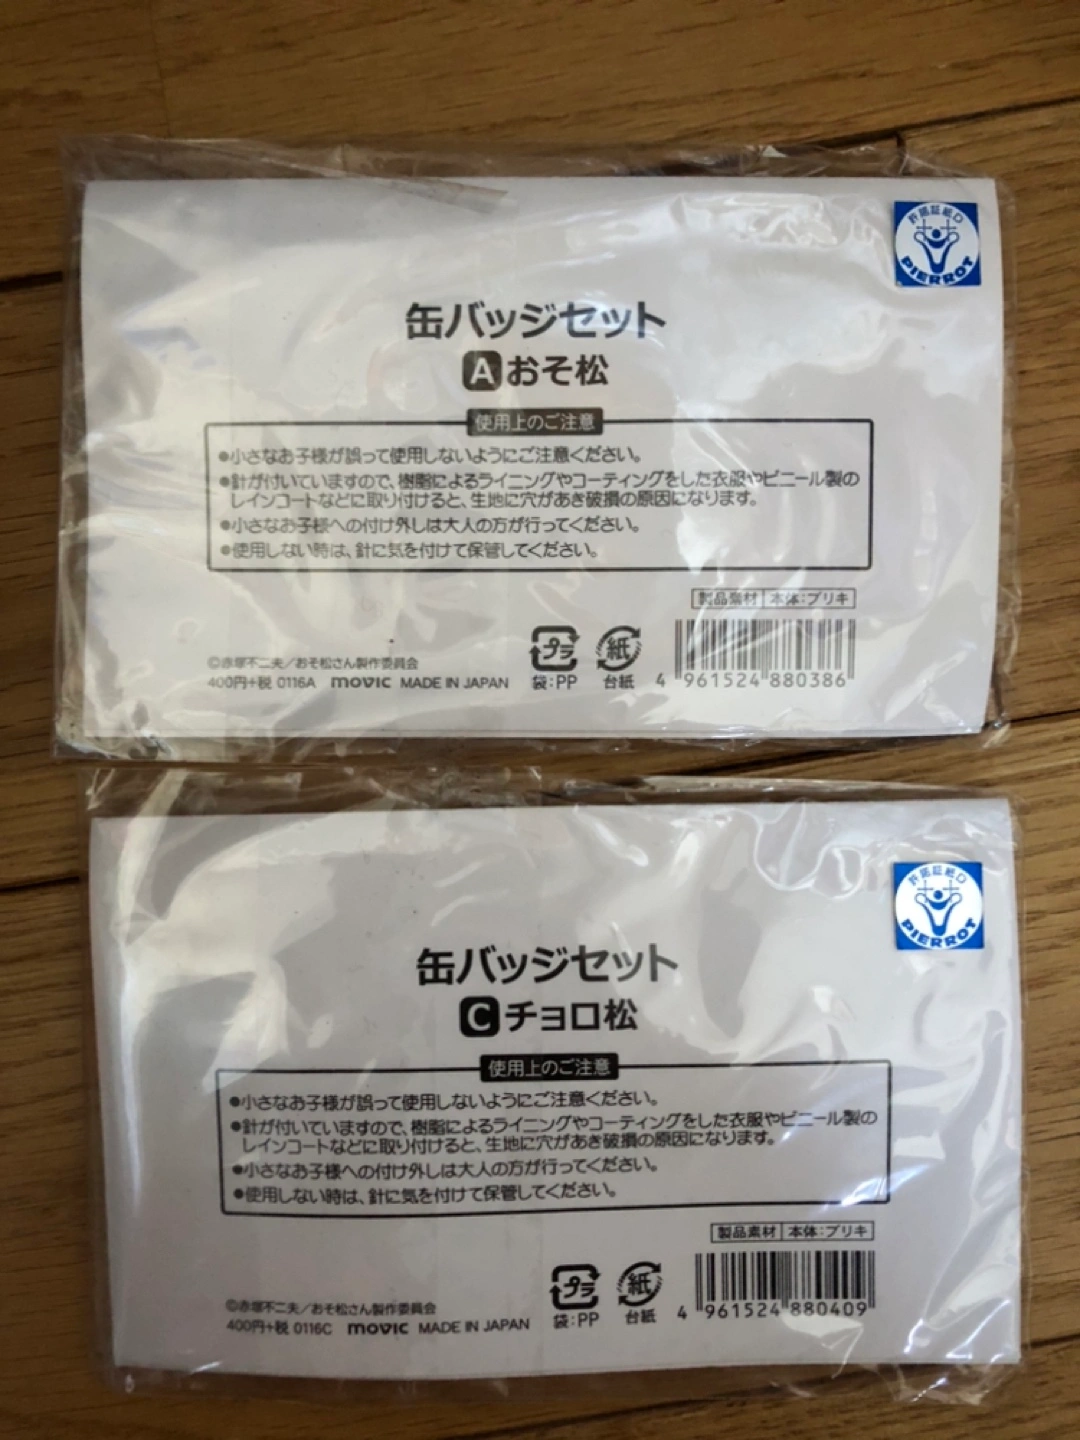 許諾証紙D
PIERROT
缶バッジセット
A おそ松
使用上のご注意
●小さなお子様が誤って使用しないようにご注意ください。
●針が付いていますので、樹脂によるライニングやコーティングをした衣服やビニール製の
レインコートなどに取り付けると、生地に穴があき破損の原因になります。
●小さなお子様への付け外しは大人の方が行ってください。
●使用しない時は、針に気を付けて保管してください。
製品素材 本体:ブリキ
プラ 紙
袋:PP 台紙
4 961524 880386
©赤塚不二夫/おそ松さん製作委員会
400円+税 0116A movic MADE IN JAPAN
許諾証紙D
PIERROT
缶バッジセット
C チョロ松
使用上のご注意
●小さなお子様が誤って使用しないようにご注意ください。
●針が付いていますので、樹脂によるライニングやコーティングをした衣服やビニール製の
レインコートなどに取り付けると、生地に穴があき破損の原因になります。
●小さなお子様への付け外しは大人の方が行ってください。
●使用しない時は、針に気を付けて保管してください。
製品素材 本体:ブリキ
プラ 紙
袋:PP 台紙
4 961524 880409
©赤塚不二夫/おそ松さん製作委員会
400円+税 0116C movic MADE IN JAPAN